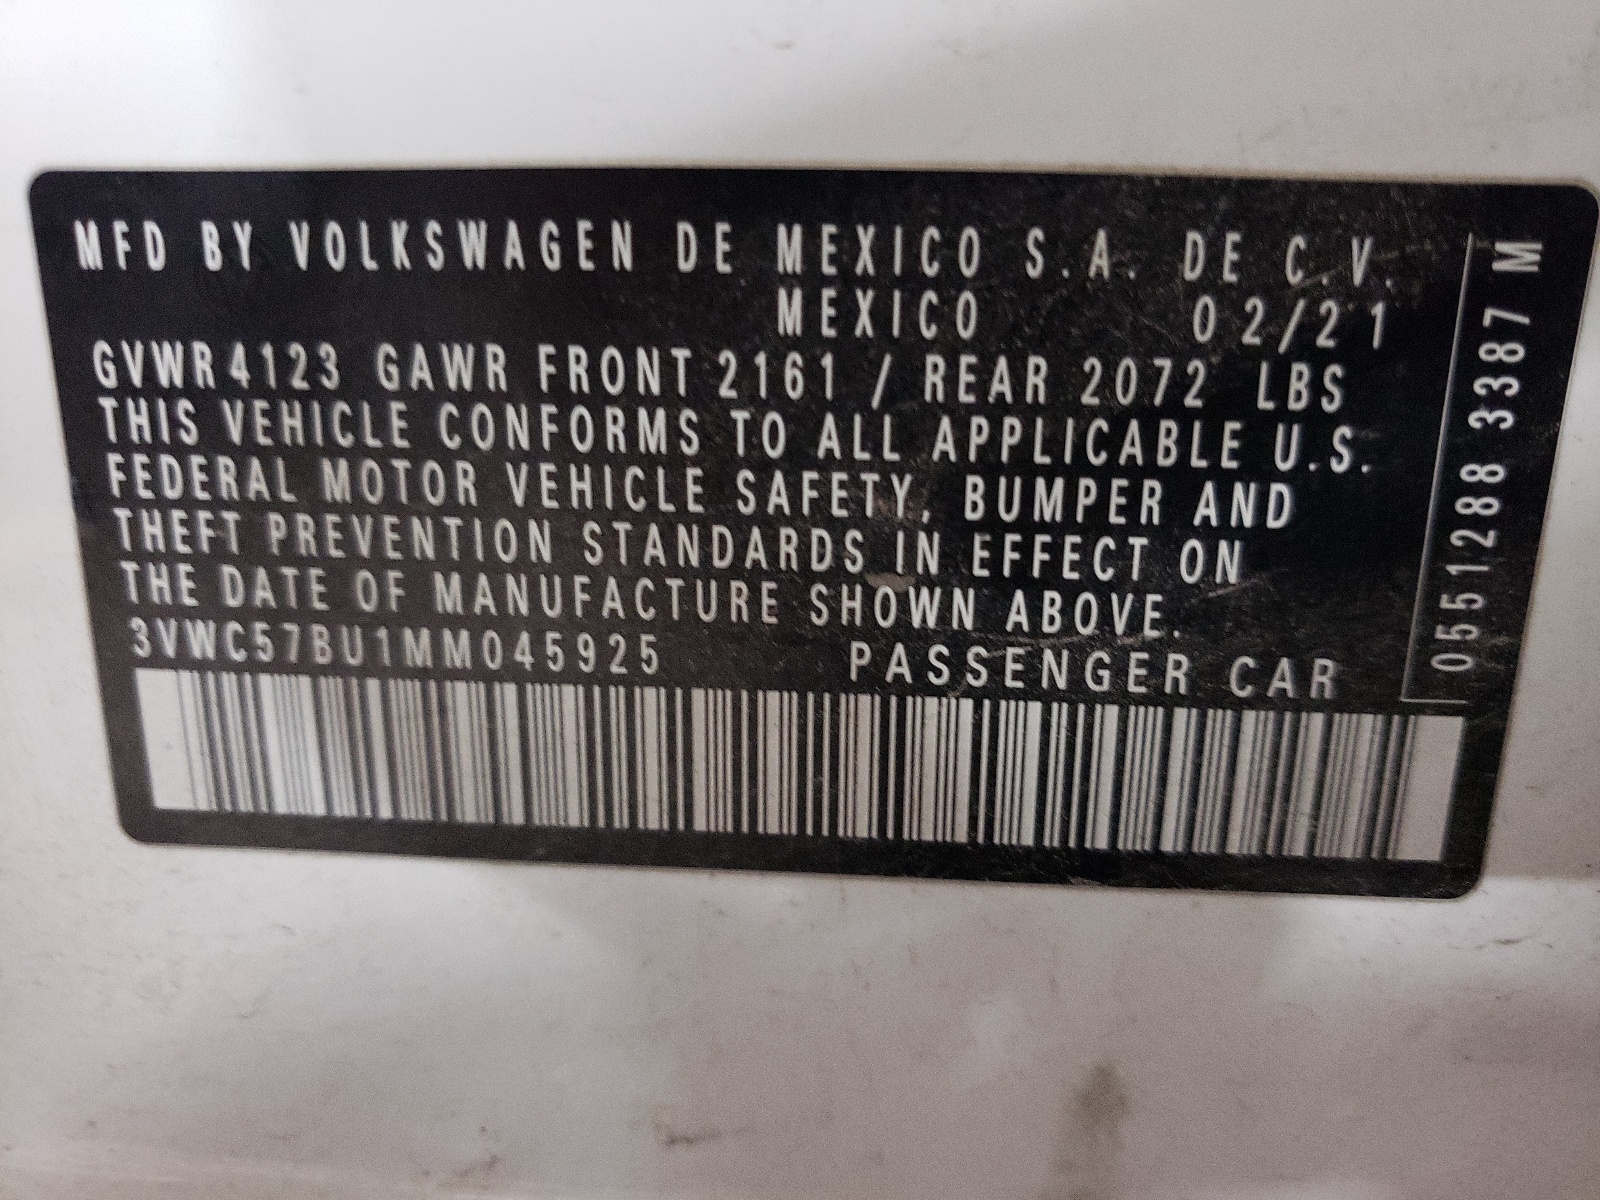 MFD BY VOLKSWAGEN DE MEXICO S.A. DE C.V.
MEXICO 02/21
GVWR 4123 GAWR FRONT 2161 / REAR 2072 LBS
THIS VEHICLE CONFORMS TO ALL APPLICABLE U.S.
FEDERAL MOTOR VEHICLE SAFETY, BUMPER AND
THEFT PREVENTION STANDARDS IN EFFECT ON
THE DATE OF MANUFACTURE SHOWN ABOVE.
3VWC57BU1MM045925 PASSENGER CAR
0551288 3387 M